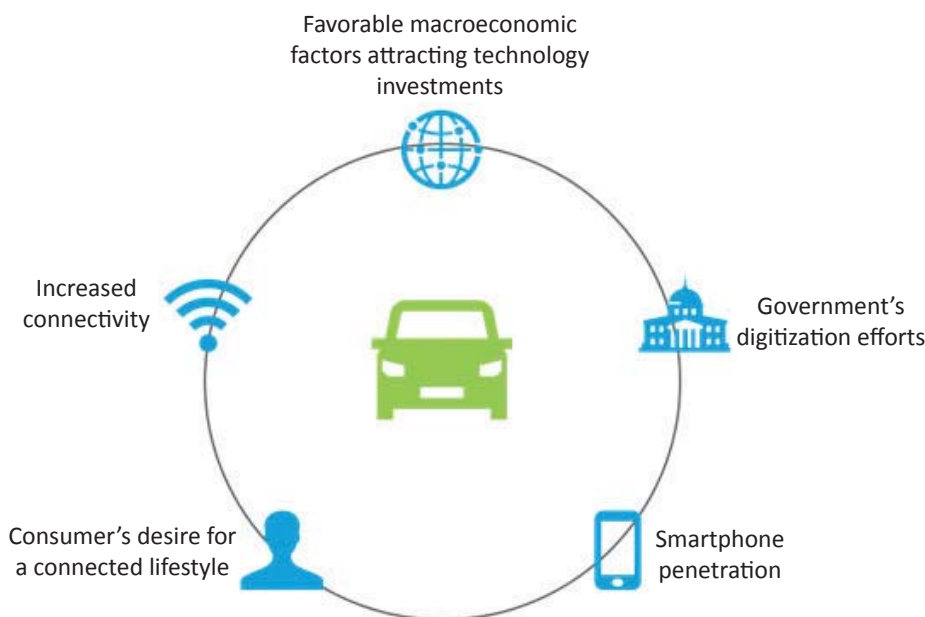 Favorable macroeconomic
factors attracting technology
investments
Increased
connectivity
Government’s
digitization efforts
Consumer’s desire for
a connected lifestyle
Smartphone
penetration